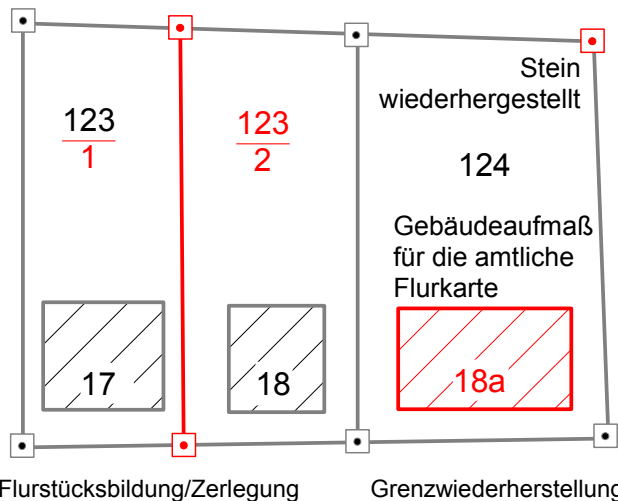 Stein
wiederhergestellt
123
1
123
2
124
Gebäudeaufmaß
für die amtliche
Flurkarte
17
18
18a
Flurstücksbildung/Zerlegung
Grenzwiederherstellung